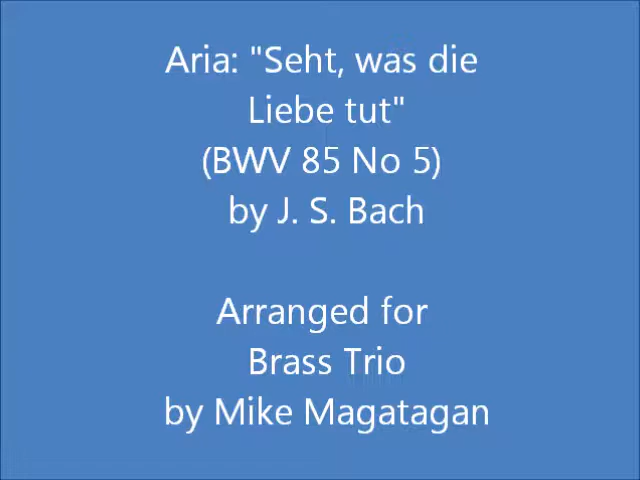 Aria: "Seht, was die
Liebe tut"
(BWV 85 No 5)
by J. S. Bach
Arranged for
Brass Trio
by Mike Magatagan